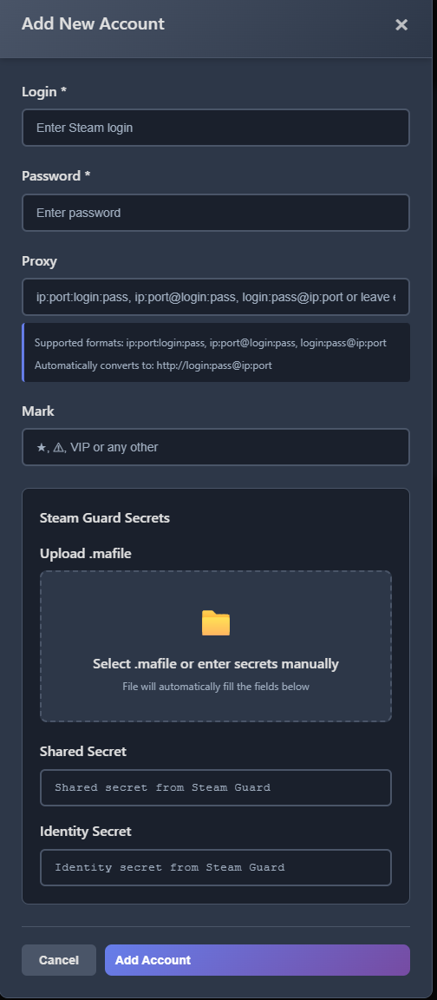 Add New Account
×
Login *
Enter Steam login
Password *
Enter password
Proxy
ip:port:login:pass, ip:port@login:pass, login:pass@ip:port or leave e
Supported formats: ip:port:login:pass, ip:port@login:pass, login:pass@ip:port
Automatically converts to: http://login:pass@ip:port
Mark
★, ⚠, VIP or any other
Steam Guard Secrets
Upload .mafile
Select .mafile or enter secrets manually
File will automatically fill the fields below
Shared Secret
Shared secret from Steam Guard
Identity Secret
Identity secret from Steam Guard
Cancel
Add Account